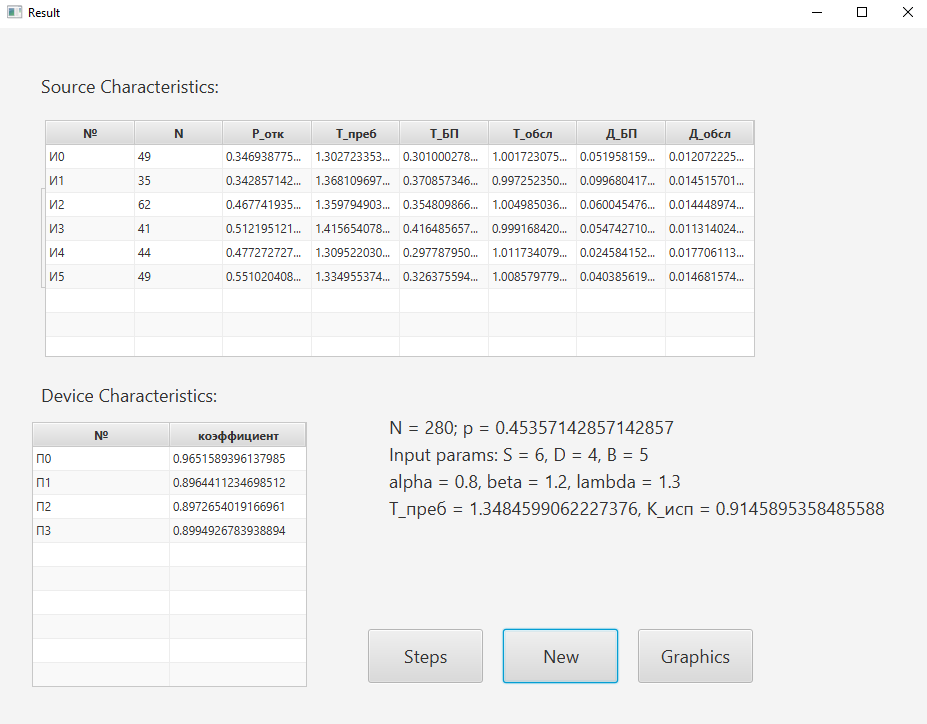 Result
Source Characteristics:
№ N P_отк Т_преб Т_БП Т_обсл Д_БП Д_обсл
И0 49 0.346938775... 1.302723353... 0.301000278... 1.001723075... 0.051958159... 0.012072225...
И1 35 0.342857142... 1.368109697... 0.370857346... 0.997252350... 0.099680417... 0.014515701...
И2 62 0.467741935... 1.359794903... 0.354809866... 1.004985036... 0.060045476... 0.014448974...
И3 41 0.512195121... 1.415654078... 0.416485657... 0.999168420... 0.054742710... 0.011314024...
И4 44 0.477272727... 1.309522030... 0.297787950... 1.011734079... 0.024584152... 0.017706113...
И5 49 0.551020408... 1.334955374... 0.326375594... 1.008579779... 0.040385619... 0.014681574...
Device Characteristics:
№ коэффициент
П0 0.9651589396137985
П1 0.8964411234698512
П2 0.8972654019166961
П3 0.8994926783938894
N = 280; p = 0.45357142857142857
Input params: S = 6, D = 4, B = 5
alpha = 0.8, beta = 1.2, lambda = 1.3
Т_преб = 1.3484599062227376, К_исп = 0.9145895358485588
Steps New Graphics